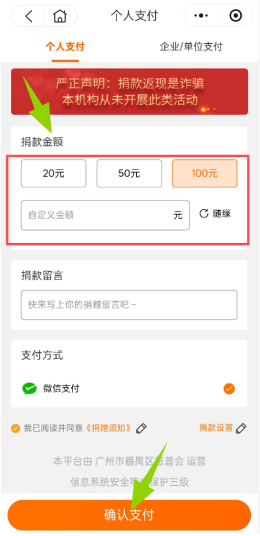 个人支付
个人支付 企业/单位支付
严正声明：捐款返现是诈骗
本机构从未开展此类活动
捐款金额
20元 50元 100元
自定义金额 元 随缘
捐款留言
快来写上你的捐赠留言吧~
支付方式
微信支付
我已阅读并同意《捐赠须知》 捐款设置
本平台由 广州市番禺区慈善会 运营
信息系统安全等级保护三级
确认支付